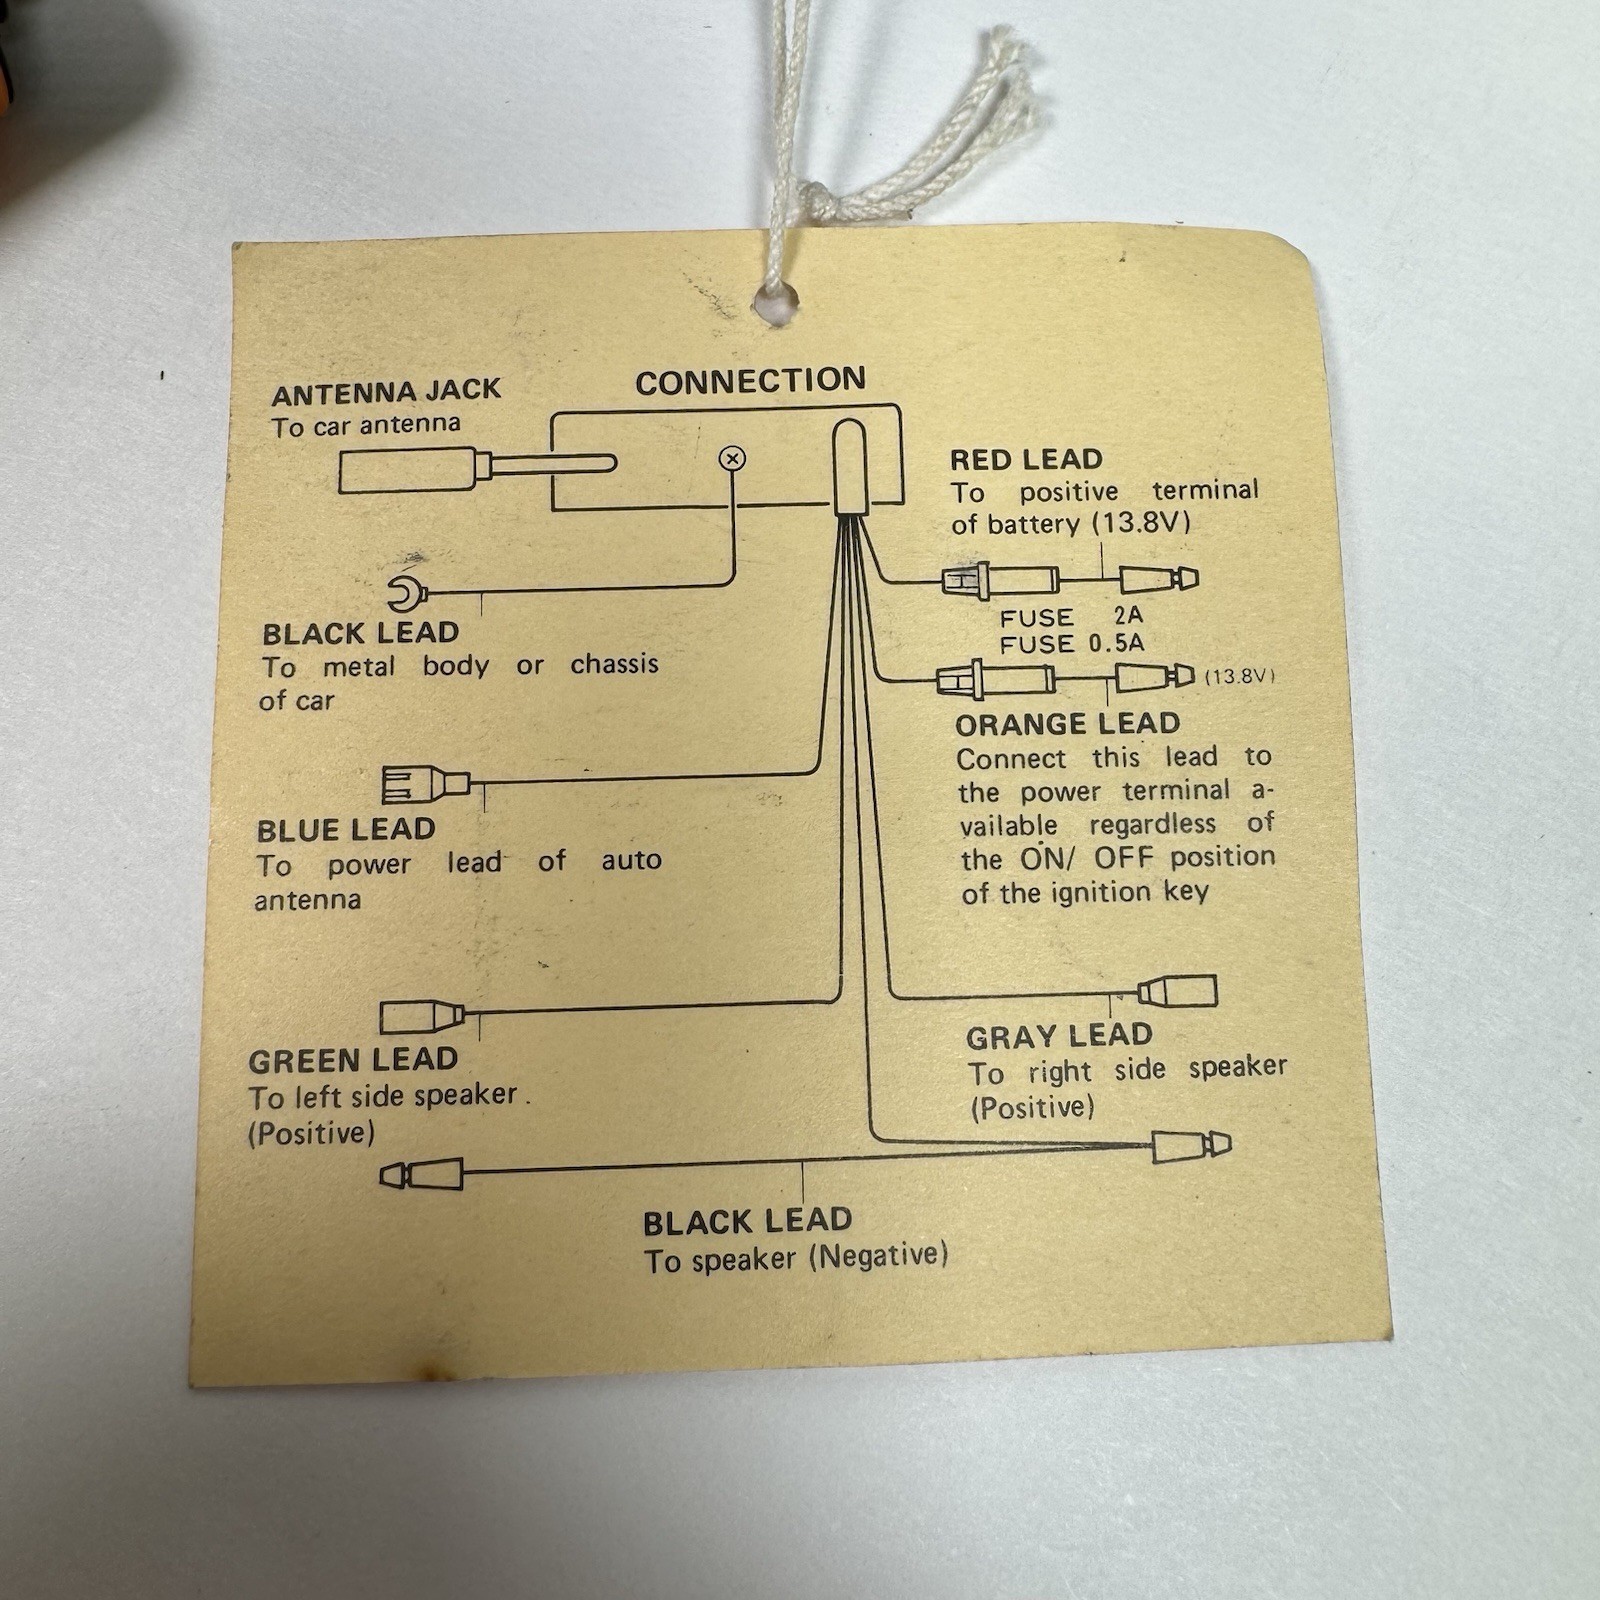 CONNECTION
ANTENNA JACK
To car antenna
BLACK LEAD
To metal body or chassis
of car
BLUE LEAD
To power lead of auto
antenna
GREEN LEAD
To left side speaker.
(Positive)
RED LEAD
To positive terminal
of battery (13.8V)
FUSE 2A
FUSE 0.5A
(13.8V)
ORANGE LEAD
Connect this lead to
the power terminal a-
vailable regardless of
the ON/ OFF position
of the ignition key
GRAY LEAD
To right side speaker
(Positive)
BLACK LEAD
To speaker (Negative)